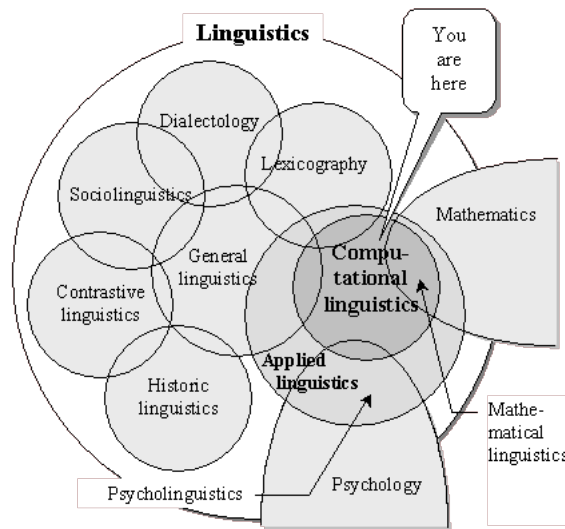 Linguistics
You
are
here
Dialectology
Lexicography
Sociolinguistics
Mathematics
General
linguistics
Compu-
tational
linguistics
Contrastive
linguistics
Applied
linguistics
Historic
linguistics
Mathe-
matical
linguistics
Psycholinguistics
Psychology